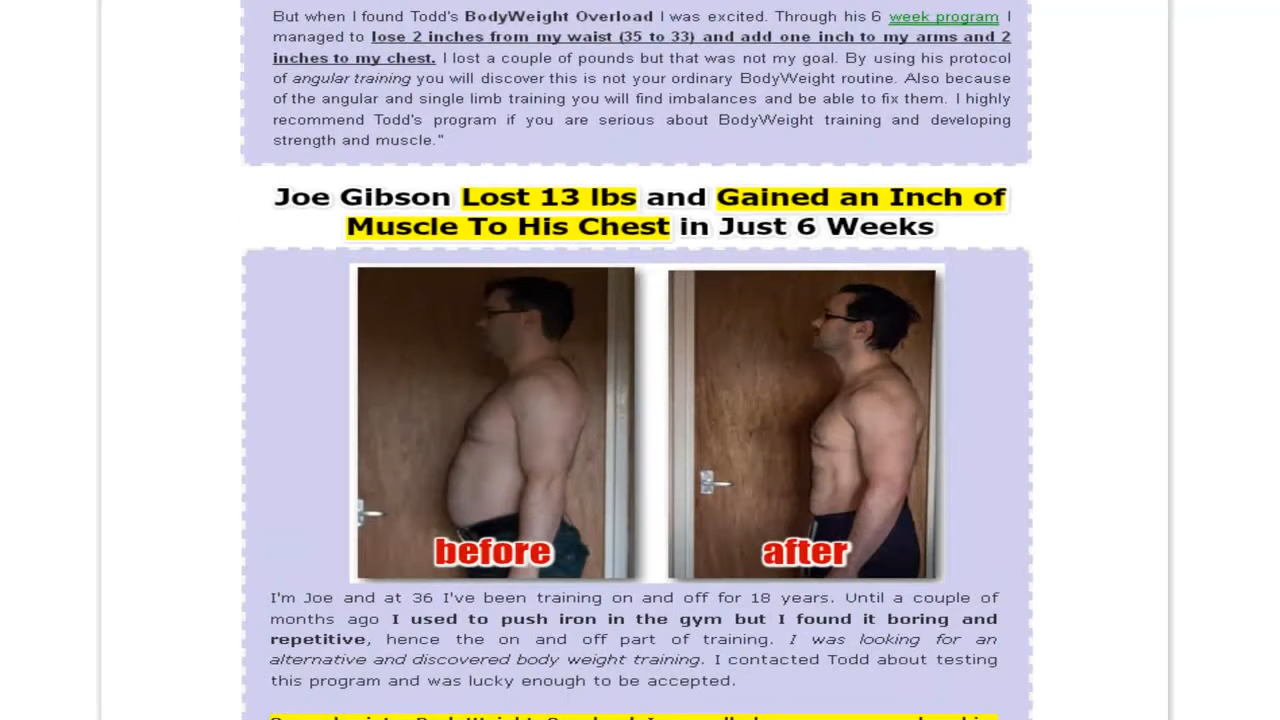 But when I found Todd's BodyWeight Overload I was excited. Through his 6 week program I
managed to lose 2 inches from my waist (35 to 33) and add one inch to my arms and 2
inches to my chest. I lost a couple of pounds but that was not my goal. By using his protocol
of angular training you will discover this is not your ordinary BodyWeight routine. Also because
of the angular and single limb training you will find imbalances and be able to fix them. I highly
recommend Todd's program if you are serious about BodyWeight training and developing
strength and muscle."
Joe Gibson Lost 13 lbs and Gained an Inch of
Muscle To His Chest in Just 6 Weeks
before
after
I'm Joe and at 36 I've been training on and off for 18 years. Until a couple of
months ago I used to push iron in the gym but I found it boring and
repetitive, hence the on and off part of training. I was looking for an
alternative and discovered body weight training. I contacted Todd about testing
this program and was lucky enough to be accepted.